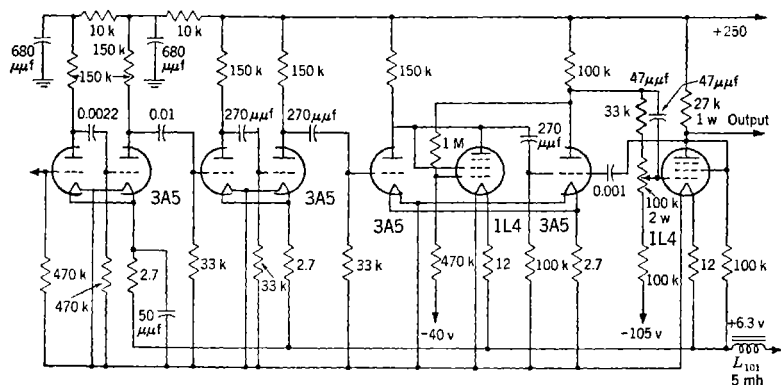 680
μμf
10 k
150 k
150 k
680
μμf
10 k
150 k
150 k
150 k
100 k
47μμf
47μμf
+250
33 k
27 k
1 w
Output
0.0022
0.01
270μμf
270μμf
1 M
270
μμf
0.001
3A5
3A5
3A5
1L4
3A5
100 k
2 w
1L4
470 k
470 k
2.7
50
μμf
33 k
33 k
2.7
33 k
470 k
12
100 k
2.7
100k
12
100 k
-40 v
-105 v
+6.3 v
L101
5 mh